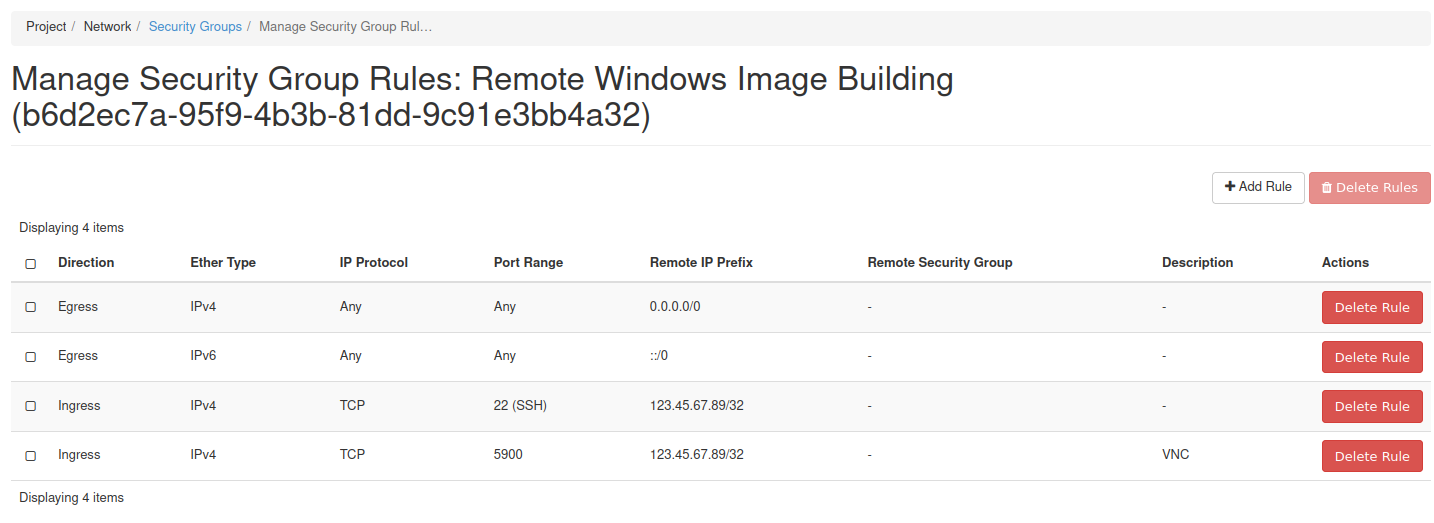 Project / Network / Security Groups / Manage Security Group Rul...
Manage Security Group Rules: Remote Windows Image Building
(b6d2ec7a-95f9-4b3b-81dd-9c91e3bb4a32)
Add Rule Delete Rules
Displaying 4 items
Direction Ether Type IP Protocol Port Range Remote IP Prefix Remote Security Group Description Actions
Egress IPv4 Any Any 0.0.0.0/0 - - Delete Rule
Egress IPv6 Any Any ::/0 - - Delete Rule
Ingress IPv4 TCP 22 (SSH) 123.45.67.89/32 - - Delete Rule
Ingress IPv4 TCP 5900 123.45.67.89/32 - VNC Delete Rule
Displaying 4 items